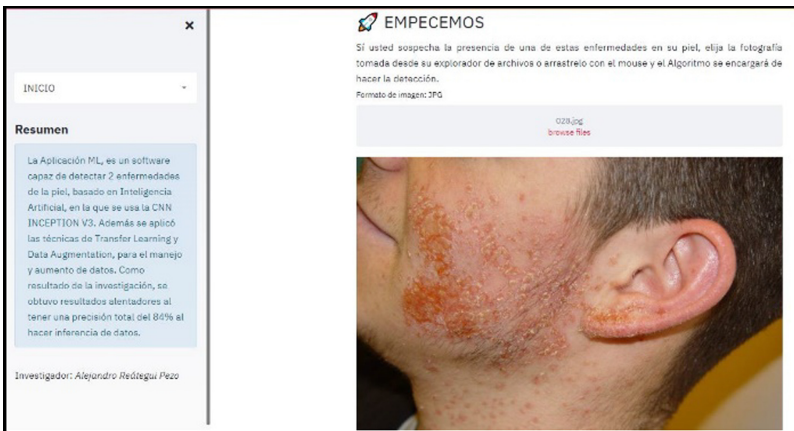 ×
INICIO
Resumen
La Aplicación ML, es un software
capaz de detectar 2 enfermedades
de la piel, basado en Inteligencia
Artificial, en la que se usa la CNN
INCEPTION V3. Además se aplicó
las técnicas de Transfer Learning y
Data Augmentation, para el manejo
y aumento de datos. Como
resultado de la investigación, se
obtuvo resultados alentadores al
tener una precisión total del 84% al
hacer inferencia de datos.
Investigador: Alejandro Reátegui Pezo
🚀 EMPECEMOS
Sí usted sospecha la presencia de una de estas enfermedades en su piel, elija la fotografía
tomada desde su explorador de archivos o arrastrelo con el mouse y el Algoritmo se encargará de
hacer la detección.
Formato de imagen: JPG
028.jpg
browse files